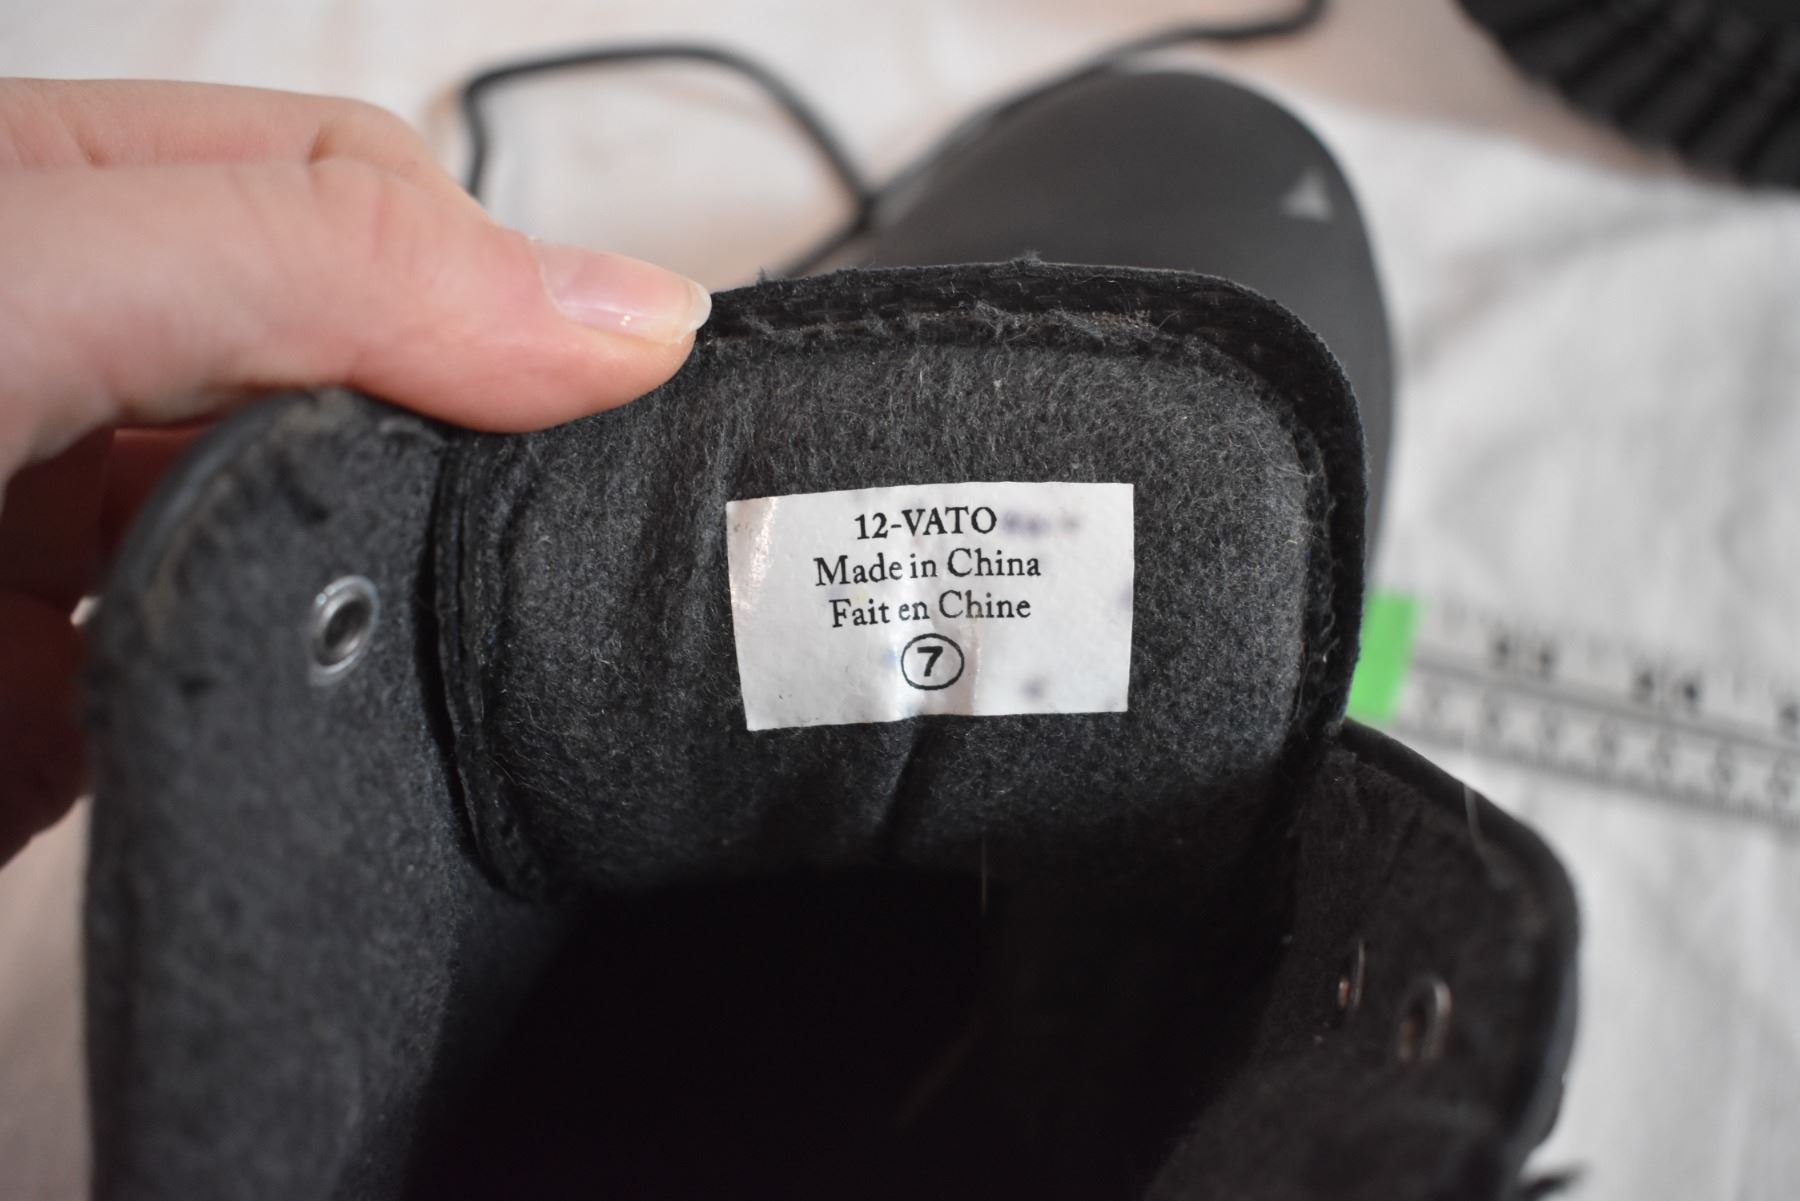 12-VATO
Made in China
Fait en Chine
7